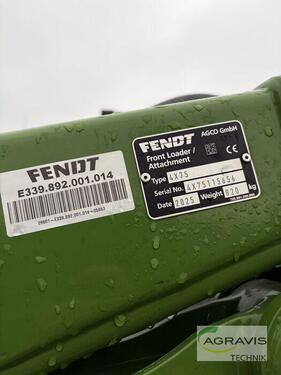 FENDT
E339.892.001.014
FENDT
AGCO GmbH
Front Loader /
Attachment
CE
Type 4X75
Serial No. 4X75115656
Date 2025 Weight 820 kg
AGRAVIS
TECHNIK